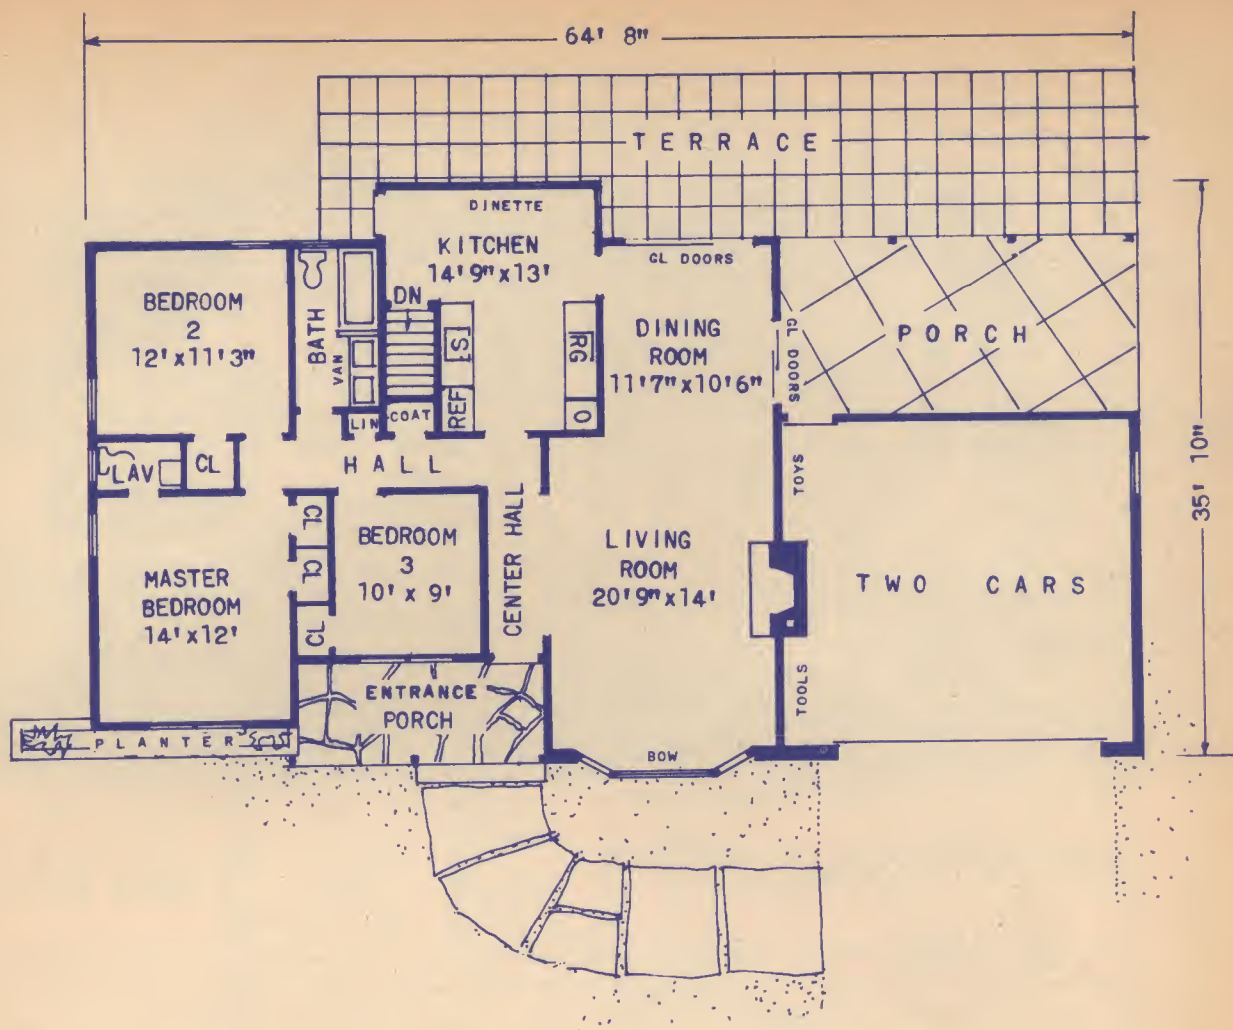 64' 8"
TERRACE
DINETTE
KITCHEN
14'9"x13'
GL DOORS
BEDROOM
2
12'x11'3"
BATH
VAN
DN
S
REF
RG
O
DINING
ROOM
11'7"x10'6"
GL DOORS
PORCH
LIN
COAT
LAV
CL
HALL
TOYS
35' 10"
CL
CL
CL
BEDROOM
3
10' x 9'
CENTER HALL
LIVING
ROOM
20'9"x14'
TWO CARS
MASTER
BEDROOM
14'x12'
ENTRANCE
PORCH
TOOLS
PLANTER
BOW